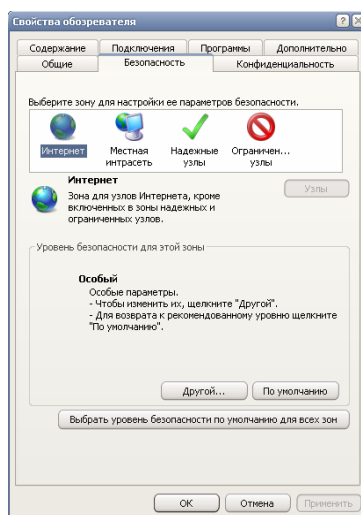 Свойства обозревателя
Содержание Подключения Программы Дополнительно
Общие Безопасность Конфиденциальность
Выберите зону для настройки ее параметров безопасности.
Интернет Местная интрасеть Надежные узлы Ограничен... узлы
Интернет
Зона для узлов Интернета, кроме
включенных в зоны надежных и
ограниченных узлов.
Узлы
Уровень безопасности для этой зоны
Особый
Особые параметры.
- Чтобы изменить их, щелкните "Другой".
- Для возврата к рекомендованному уровню щелкните
"По умолчанию".
Другой... По умолчанию
Выбрать уровень безопасности по умолчанию для всех зон
ОК Отмена Применить